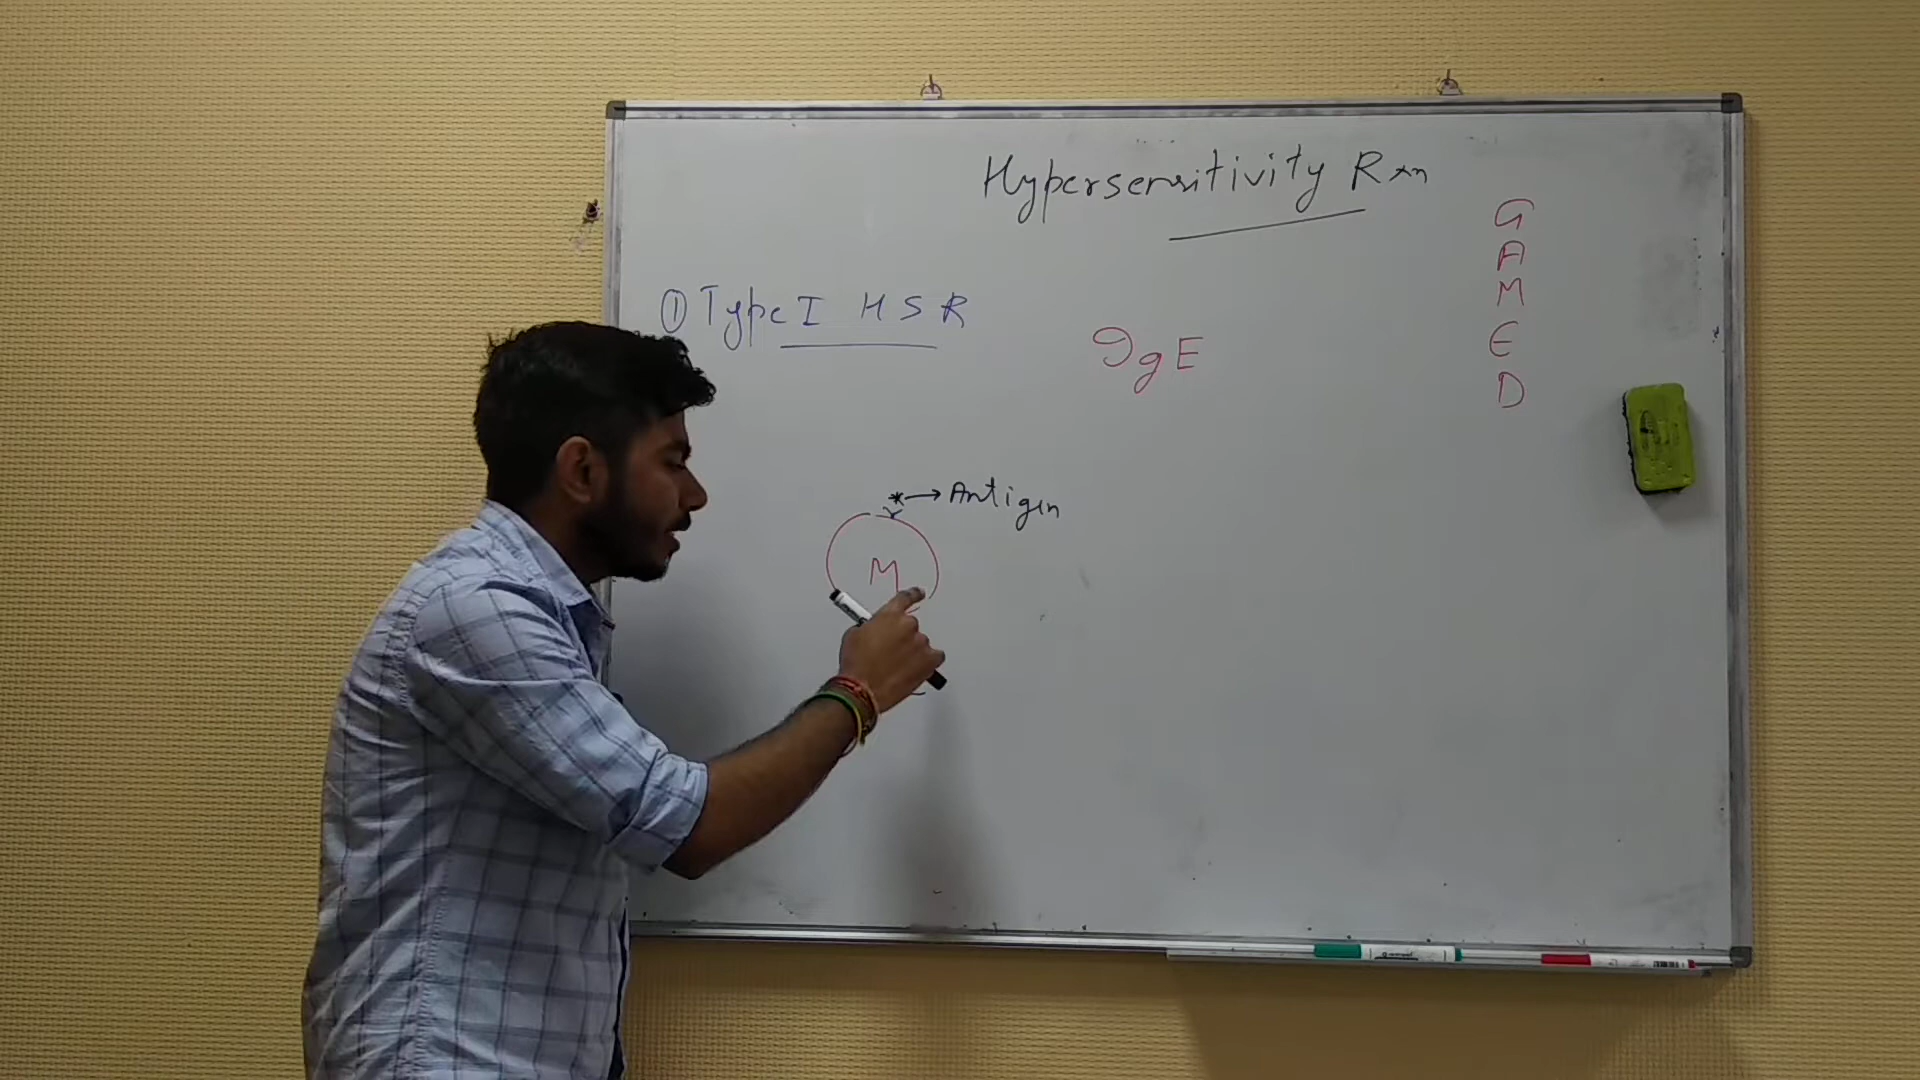 Hypersensitivity Rxn
① Type I HSR
IgE
G
A
M
E
D
* → Antigen
M